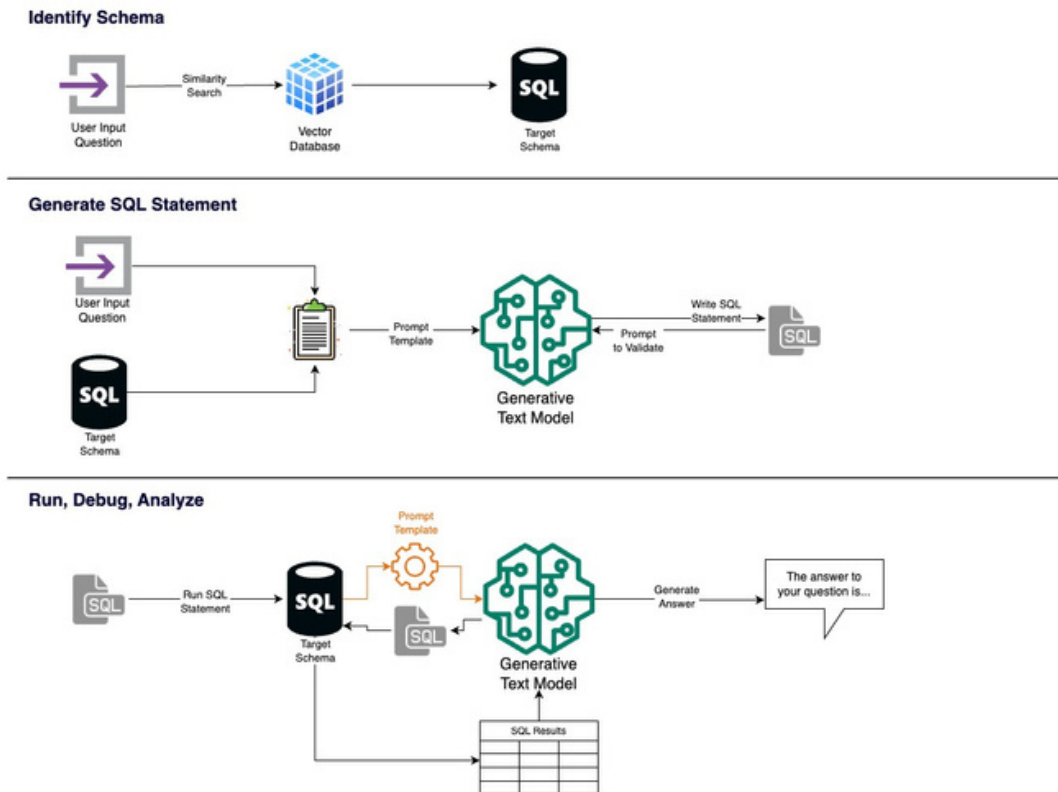 Identify Schema
Similarity
Search
SQL
User Input
Question
Vector
Database
Target
Schema
Generate SQL Statement
User Input
Question
Prompt
Template
Write SQL
Statement
Prompt
to Validate
SQL
SQL
Target
Schema
Generative
Text Model
Run, Debug, Analyze
Prompt
Template
SQL
Run SQL
Statement
SQL
SQL
Target
Schema
Generative
Text Model
Generate
Answer
The answer to
your question is...
SQL Results